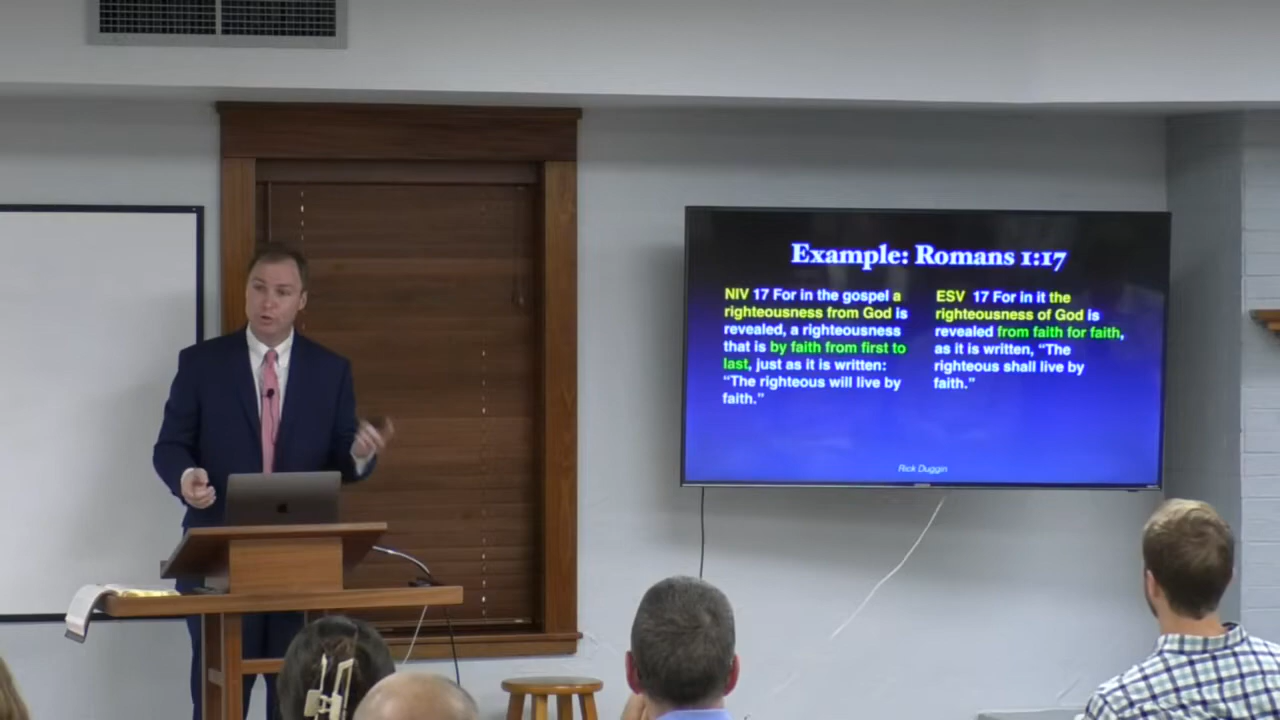 Example: Romans 1:17
NIV 17 For in the gospel a
righteousness from God is
revealed, a righteousness
that is by faith from first to
last, just as it is written:
“The righteous will live by
faith.”
ESV 17 For in it the
righteousness of God is
revealed from faith for faith,
as it is written, “The
righteous shall live by
faith.”
Rick Duggin